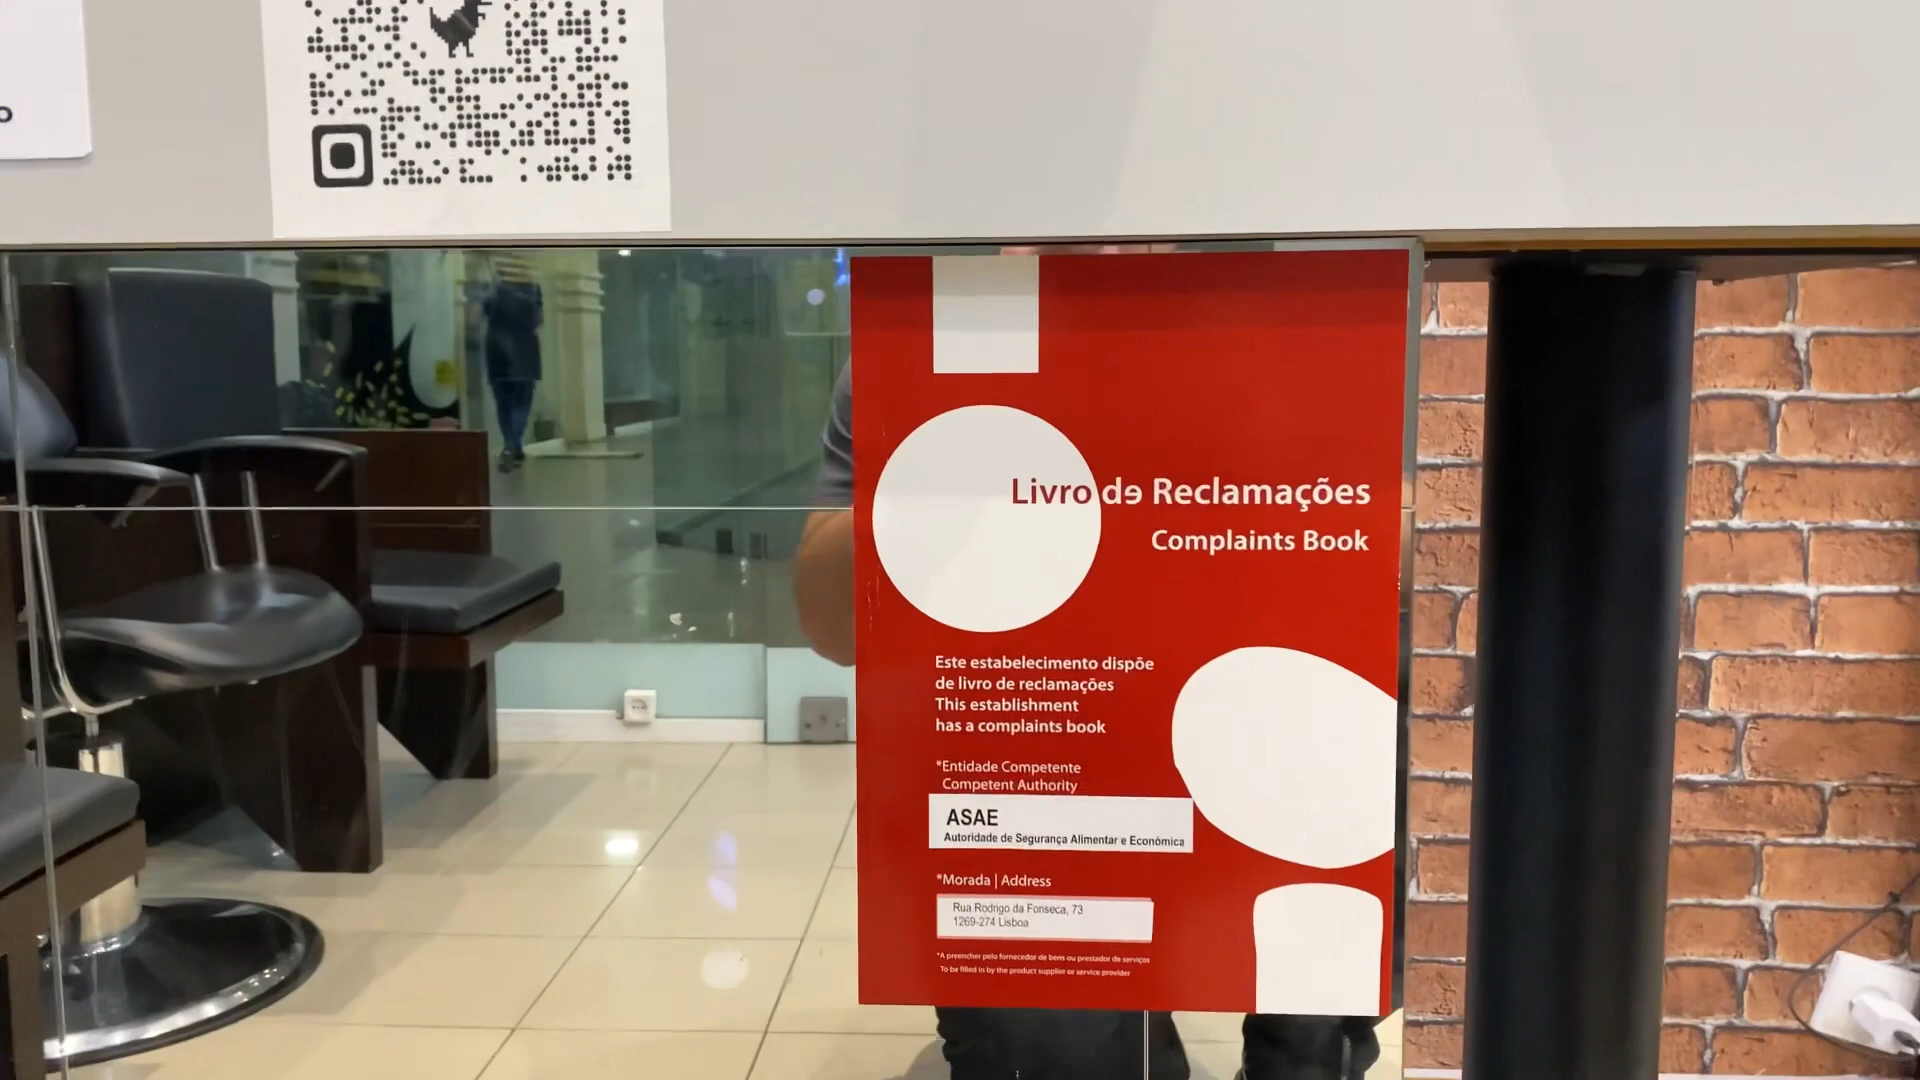 o
Livro de Reclamações
Complaints Book
Este estabelecimento dispõe
de livro de reclamações
This establishment
has a complaints book
*Entidade Competente
Competent Authority
ASAE
Autoridade de Segurança Alimentar e Económica
*Morada | Address
Rua Rodrigo da Fonseca, 73
1269-274 Lisboa
*A preencher pelo fornecedor de bens ou prestador de serviços
To be filled in by the product supplier or service provider